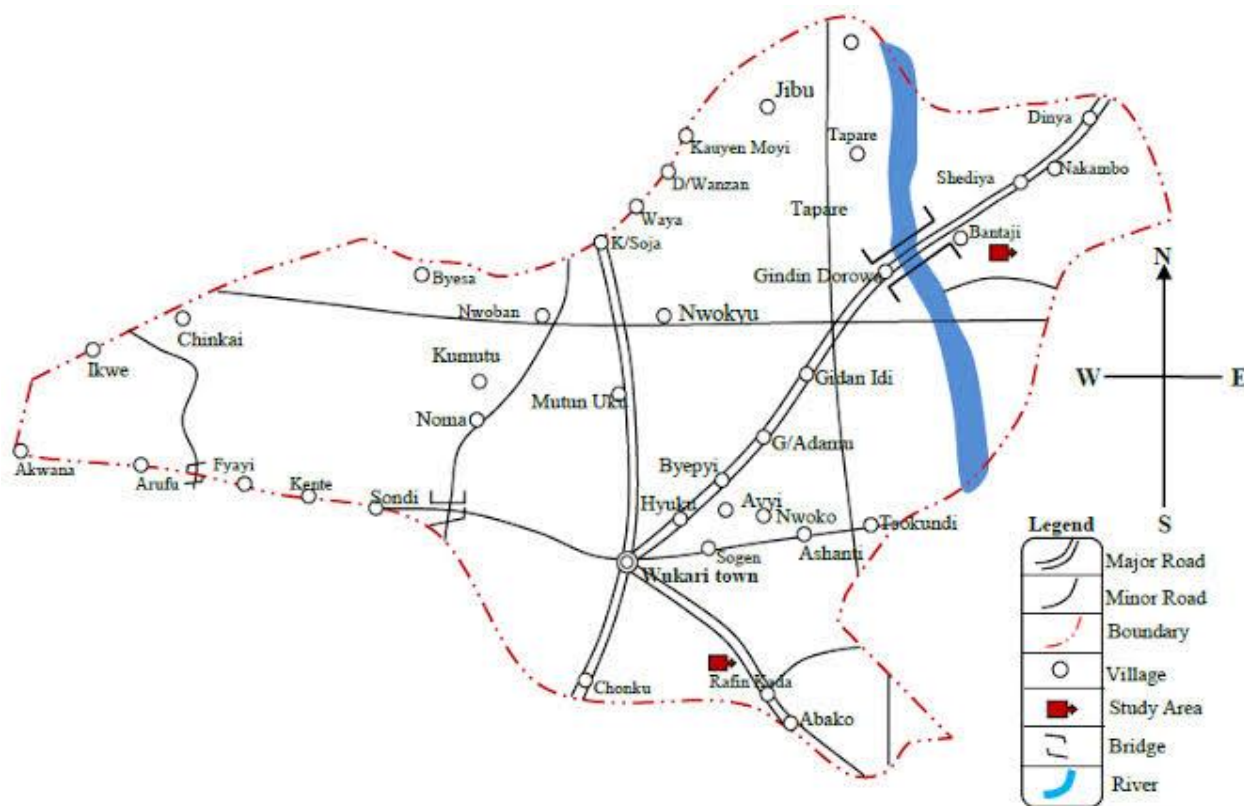 Jibu
Dinya
Tapare
Kauyen Moyi
Nakambo
D/Wanzan
Shediya
Waya
Tapare
K/Soja
Bantaji
Byesa
Gindin Dorowa
N
Nwoban
Nwokyu
Chinkai
Ikwe
Kumutu
Gidan Idi
W
E
Mutun Uku
Noma
G/Adamu
Akwana
Arufu
Fyayi
Byepyi
Kente
Sondi
Hyuku
Avyi
Nwoko
Tsokundi
S
Sogen
Ashanti
Wukari town
Legend
Major Road
Minor Road
Boundary
Village
Study Area
Bridge
River
Chonku
Rafin Kada
Abako